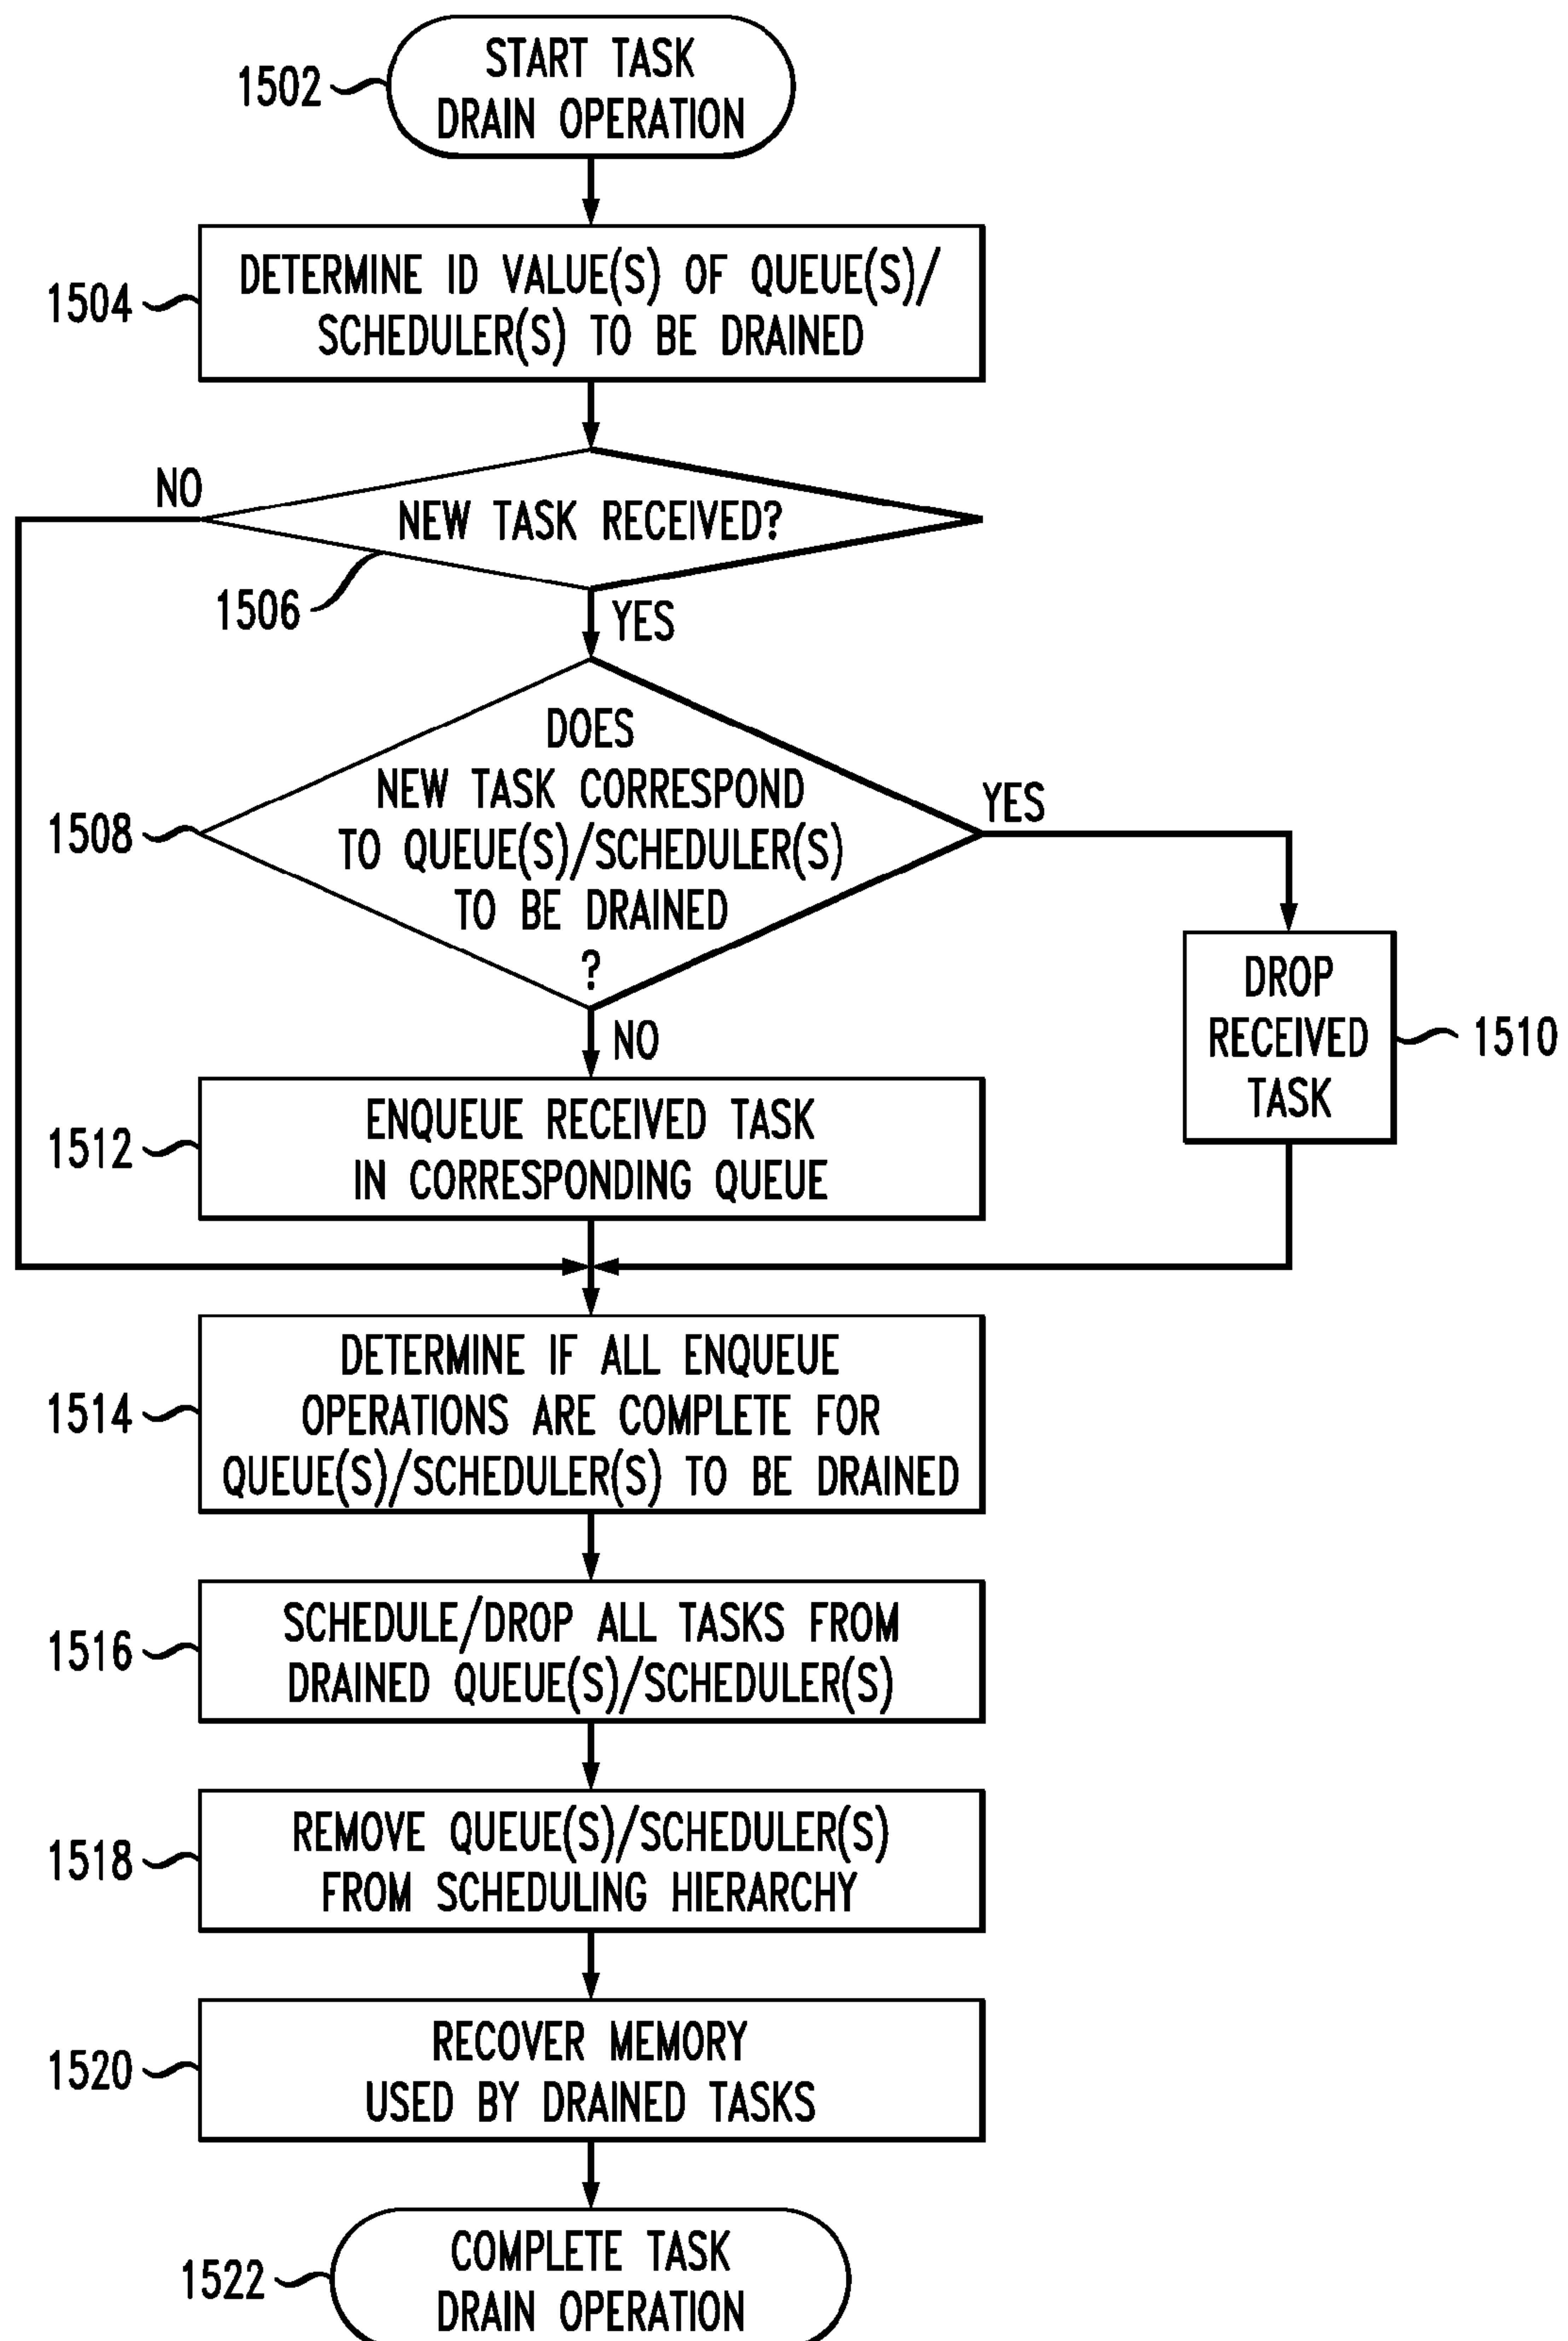 START TASK
DRAIN OPERATION
1502
DETERMINE ID VALUE(S) OF QUEUE(S)/
SCHEDULER(S) TO BE DRAINED
1504
NO
NEW TASK RECEIVED?
1506
YES
DOES
NEW TASK CORRESPOND
TO QUEUE(S)/SCHEDULER(S)
TO BE DRAINED
?
1508
YES
DROP
RECEIVED
TASK
1510
NO
ENQUEUE RECEIVED TASK
IN CORRESPONDING QUEUE
1512
DETERMINE IF ALL ENQUEUE
OPERATIONS ARE COMPLETE FOR
QUEUE(S)/SCHEDULER(S) TO BE DRAINED
1514
SCHEDULE/DROP ALL TASKS FROM
DRAINED QUEUE(S)/SCHEDULER(S)
1516
REMOVE QUEUE(S)/SCHEDULER(S)
FROM SCHEDULING HIERARCHY
1518
RECOVER MEMORY
USED BY DRAINED TASKS
1520
COMPLETE TASK
DRAIN OPERATION
1522